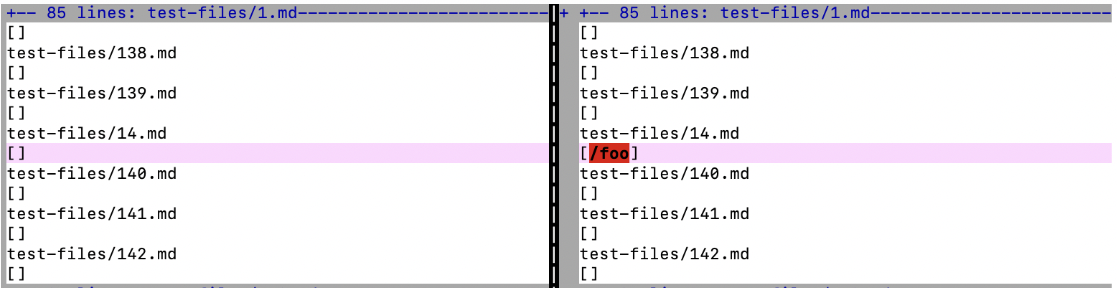 +-- 85 lines: test-files/1.md--------------------------
[]
test-files/138.md
[]
test-files/139.md
[]
test-files/14.md
[]
test-files/140.md
[]
test-files/141.md
[]
test-files/142.md
[]
+ +-- 85 lines: test-files/1.md------------------------
[]
test-files/138.md
[]
test-files/139.md
[]
test-files/14.md
[/foo]
test-files/140.md
[]
test-files/141.md
[]
test-files/142.md
[]